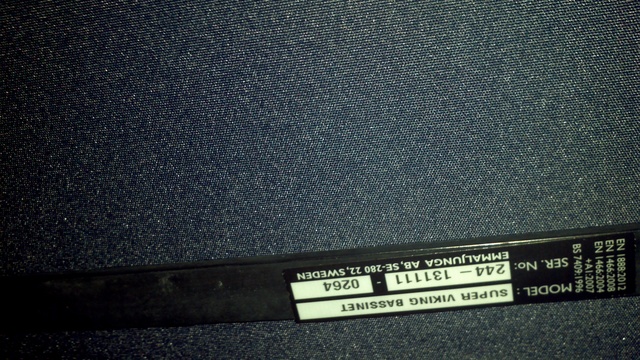 MODEL: SUPER VIKING BASSINET
SER. No: 244 – 131111 - 0264
EMMALJUNGA AB, SE-280 22, SWEDEN
EN 1888:2012
EN 1466:2008
EN 1466:2004
+A1:2007
BS 7409:1996